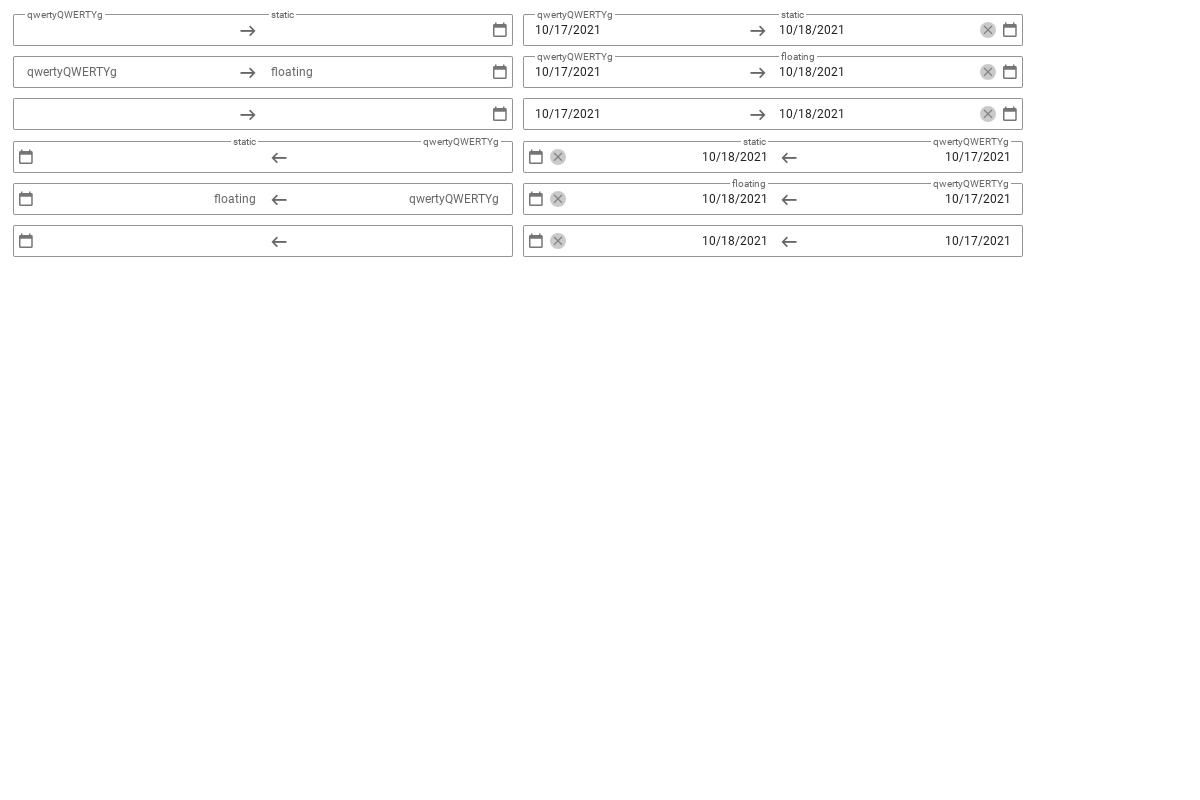 qwertyQWERTYg static qwertyQWERTYg static
10/17/2021 10/18/2021
qwertyQWERTYg floating
qwertyQWERTYg floating 10/17/2021 10/18/2021
10/17/2021 10/18/2021
static qwertyQWERTYg static qwertyQWERTYg
10/18/2021 10/17/2021
floating qwertyQWERTYg
floating qwertyQWERTYg 10/18/2021 10/17/2021
10/18/2021 10/17/2021